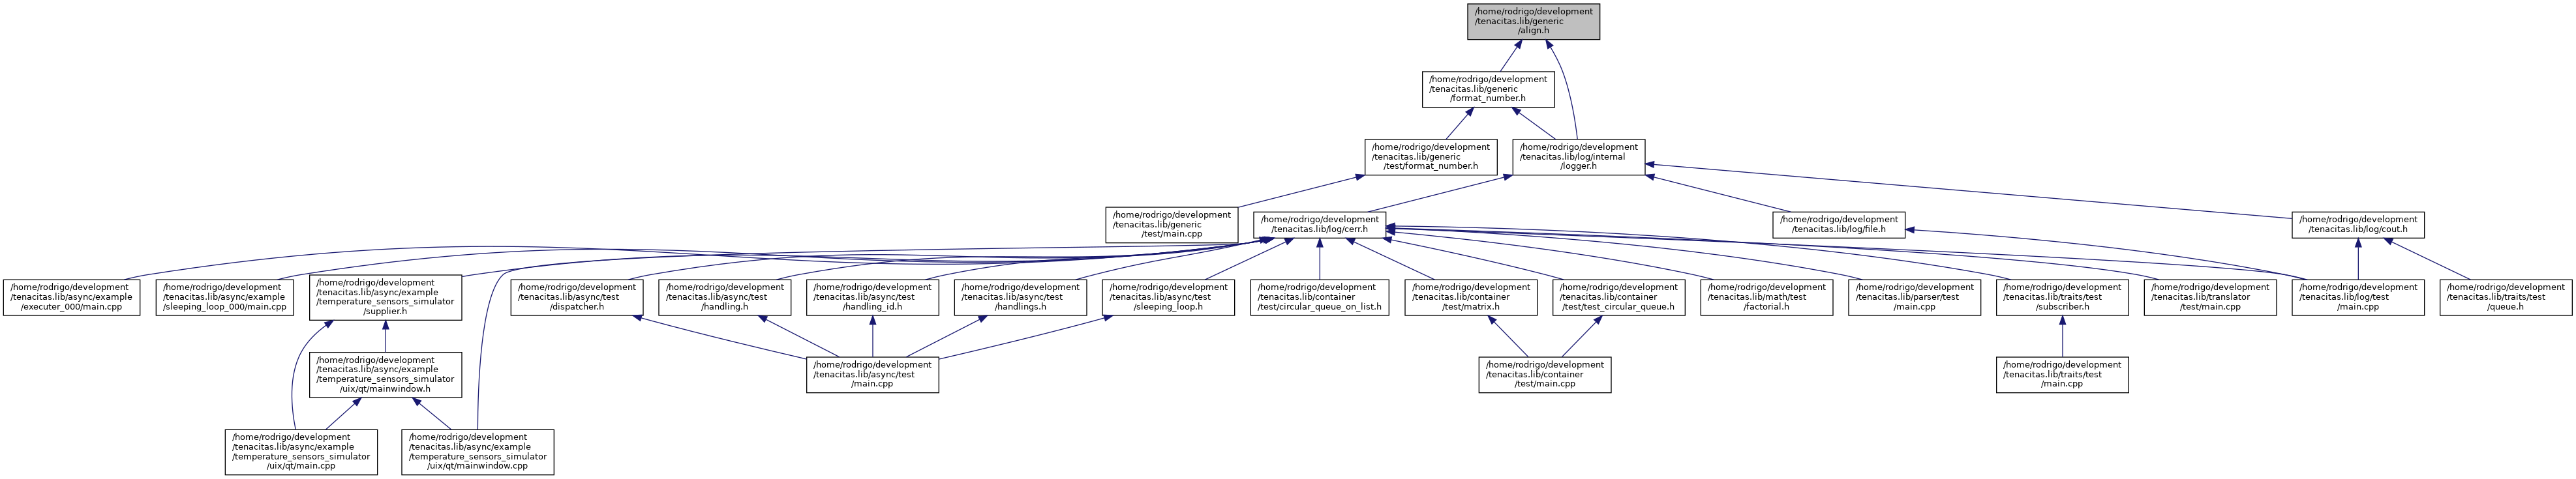 /home/rodrigo/development
/tenacitas.lib/generic
/align.h
/home/rodrigo/development
/tenacitas.lib/generic
/format_number.h
/home/rodrigo/development
/tenacitas.lib/generic
/test/format_number.h
/home/rodrigo/development
/tenacitas.lib/log/internal
/logger.h
/home/rodrigo/development
/tenacitas.lib/generic
/test/main.cpp
/home/rodrigo/development
/tenacitas.lib/log/cerr.h
/home/rodrigo/development
/tenacitas.lib/log/file.h
/home/rodrigo/development
/tenacitas.lib/log/cout.h
/home/rodrigo/development
/tenacitas.lib/async/example
/executer_000/main.cpp
/home/rodrigo/development
/tenacitas.lib/async/example
/sleeping_loop_000/main.cpp
/home/rodrigo/development
/tenacitas.lib/async/example
/temperature_sensors_simulator
/supplier.h
/home/rodrigo/development
/tenacitas.lib/async/test
/dispatcher.h
/home/rodrigo/development
/tenacitas.lib/async/test
/handling.h
/home/rodrigo/development
/tenacitas.lib/async/test
/handling_id.h
/home/rodrigo/development
/tenacitas.lib/async/test
/handlings.h
/home/rodrigo/development
/tenacitas.lib/async/test
/sleeping_loop.h
/home/rodrigo/development
/tenacitas.lib/container
/test/circular_queue_on_list.h
/home/rodrigo/development
/tenacitas.lib/container
/test/matrix.h
/home/rodrigo/development
/tenacitas.lib/container
/test/test_circular_queue.h
/home/rodrigo/development
/tenacitas.lib/math/test
/factorial.h
/home/rodrigo/development
/tenacitas.lib/parser/test
/main.cpp
/home/rodrigo/development
/tenacitas.lib/traits/test
/subscriber.h
/home/rodrigo/development
/tenacitas.lib/translator
/test/main.cpp
/home/rodrigo/development
/tenacitas.lib/log/test
/main.cpp
/home/rodrigo/development
/tenacitas.lib/traits/test
/queue.h
/home/rodrigo/development
/tenacitas.lib/async/example
/temperature_sensors_simulator
/uix/qt/mainwindow.h
/home/rodrigo/development
/tenacitas.lib/async/test
/main.cpp
/home/rodrigo/development
/tenacitas.lib/container
/test/main.cpp
/home/rodrigo/development
/tenacitas.lib/traits/test
/main.cpp
/home/rodrigo/development
/tenacitas.lib/async/example
/temperature_sensors_simulator
/uix/qt/main.cpp
/home/rodrigo/development
/tenacitas.lib/async/example
/temperature_sensors_simulator
/uix/qt/mainwindow.cpp